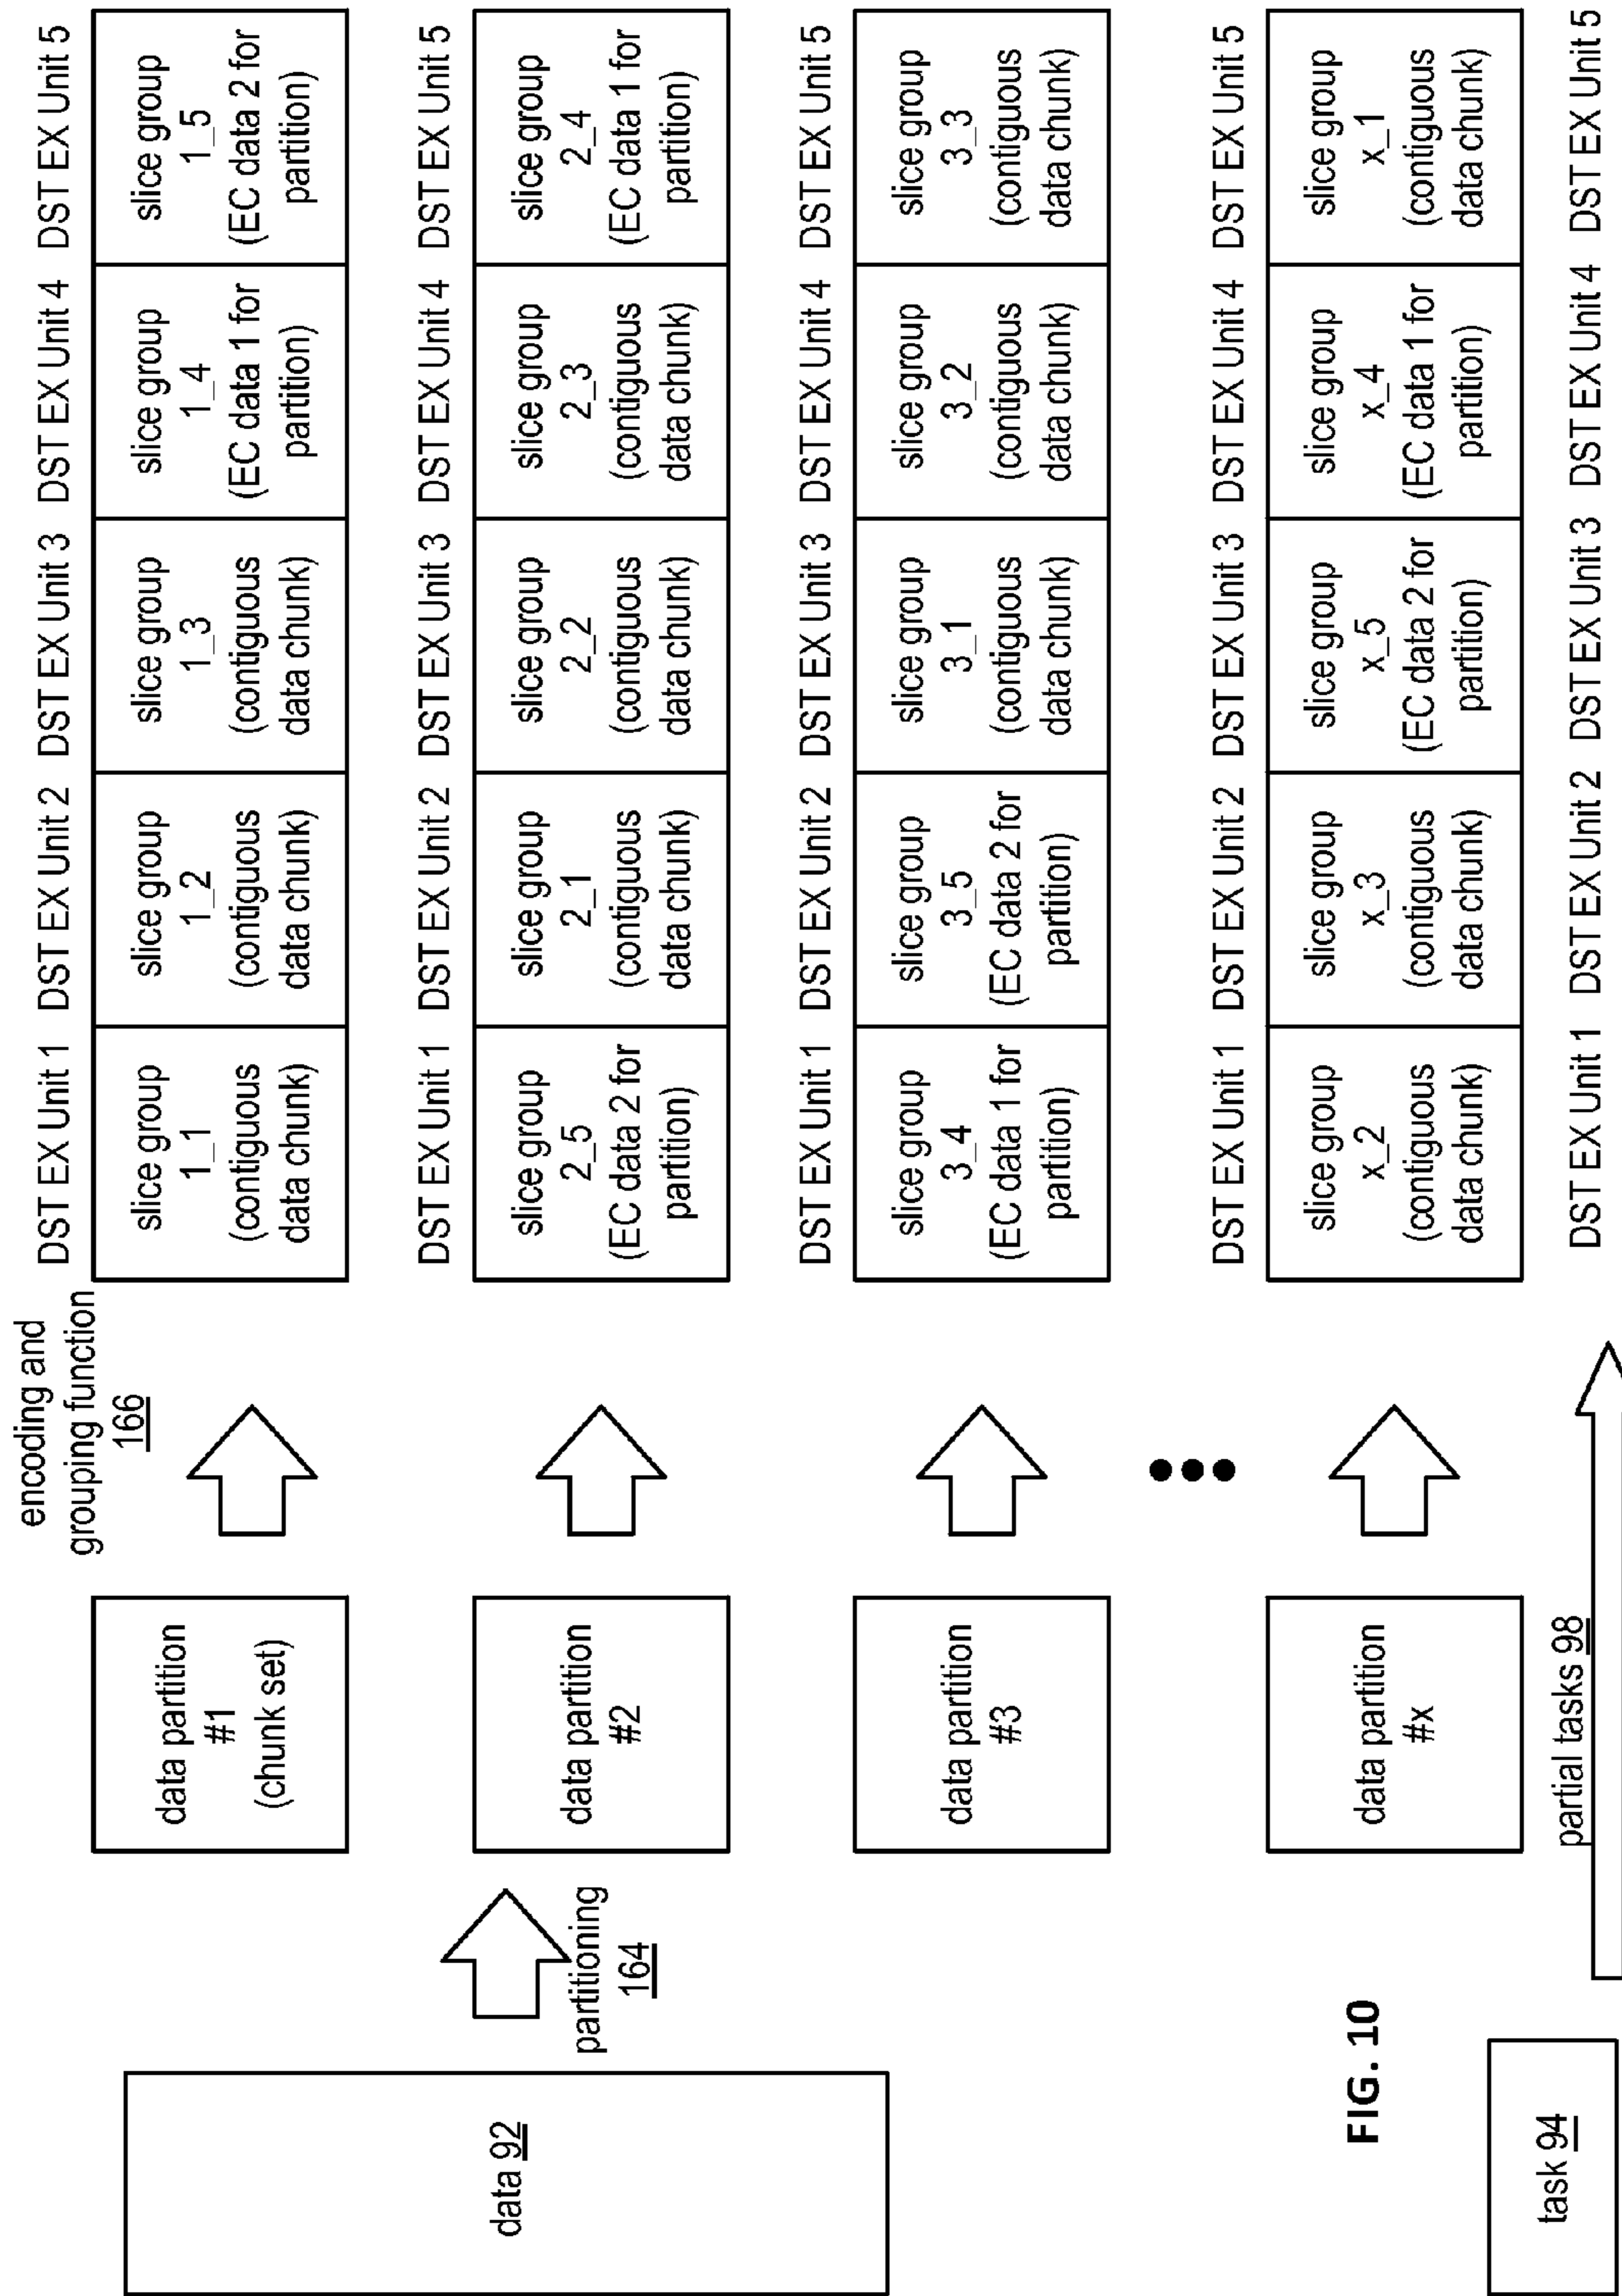 encoding and
grouping function
166
DST EX Unit 1 DST EX Unit 2 DST EX Unit 3 DST EX Unit 4 DST EX Unit 5
data partition
#1
(chunk set)
slice group
1_1
(contiguous
data chunk)
slice group
1_2
(contiguous
data chunk)
slice group
1_3
(contiguous
data chunk)
slice group
1_4
(EC data 1 for
partition)
slice group
1_5
(EC data 2 for
partition)
data 92
partitioning
164
DST EX Unit 1 DST EX Unit 2 DST EX Unit 3 DST EX Unit 4 DST EX Unit 5
data partition
#2
slice group
2_5
(EC data 2 for
partition)
slice group
2_1
(contiguous
data chunk)
slice group
2_2
(contiguous
data chunk)
slice group
2_3
(contiguous
data chunk)
slice group
2_4
(EC data 1 for
partition)
DST EX Unit 1 DST EX Unit 2 DST EX Unit 3 DST EX Unit 4 DST EX Unit 5
data partition
#3
slice group
3_4
(EC data 1 for
partition)
slice group
3_5
(EC data 2 for
partition)
slice group
3_1
(contiguous
data chunk)
slice group
3_2
(contiguous
data chunk)
slice group
3_3
(contiguous
data chunk)
DST EX Unit 1 DST EX Unit 2 DST EX Unit 3 DST EX Unit 4 DST EX Unit 5
data partition
#x
slice group
x_2
(contiguous
data chunk)
slice group
x_3
(contiguous
data chunk)
slice group
x_5
(EC data 2 for
partition)
slice group
x_4
(EC data 1 for
partition)
slice group
x_1
(contiguous
data chunk)
FIG. 10
task 94
partial tasks 98
DST EX Unit 1 DST EX Unit 2 DST EX Unit 3 DST EX Unit 4 DST EX Unit 5